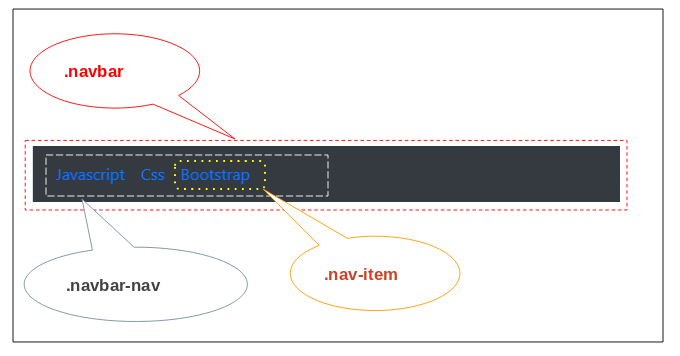 .navbar
Javascript Css Bootstrap
.navbar-nav
.nav-item